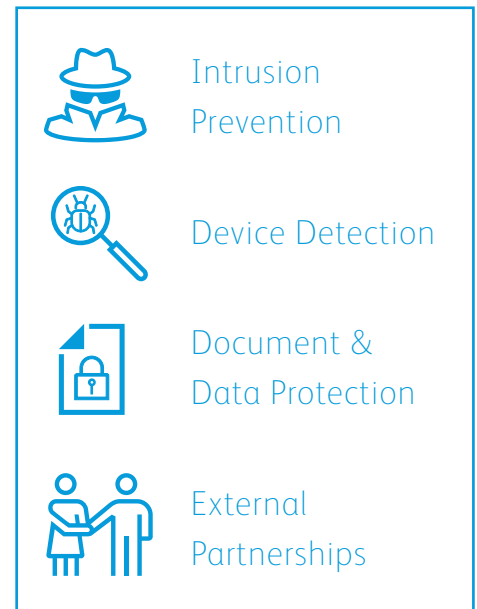 Intrusion
Prevention
Device Detection
Document &
Data Protection
External
Partnerships